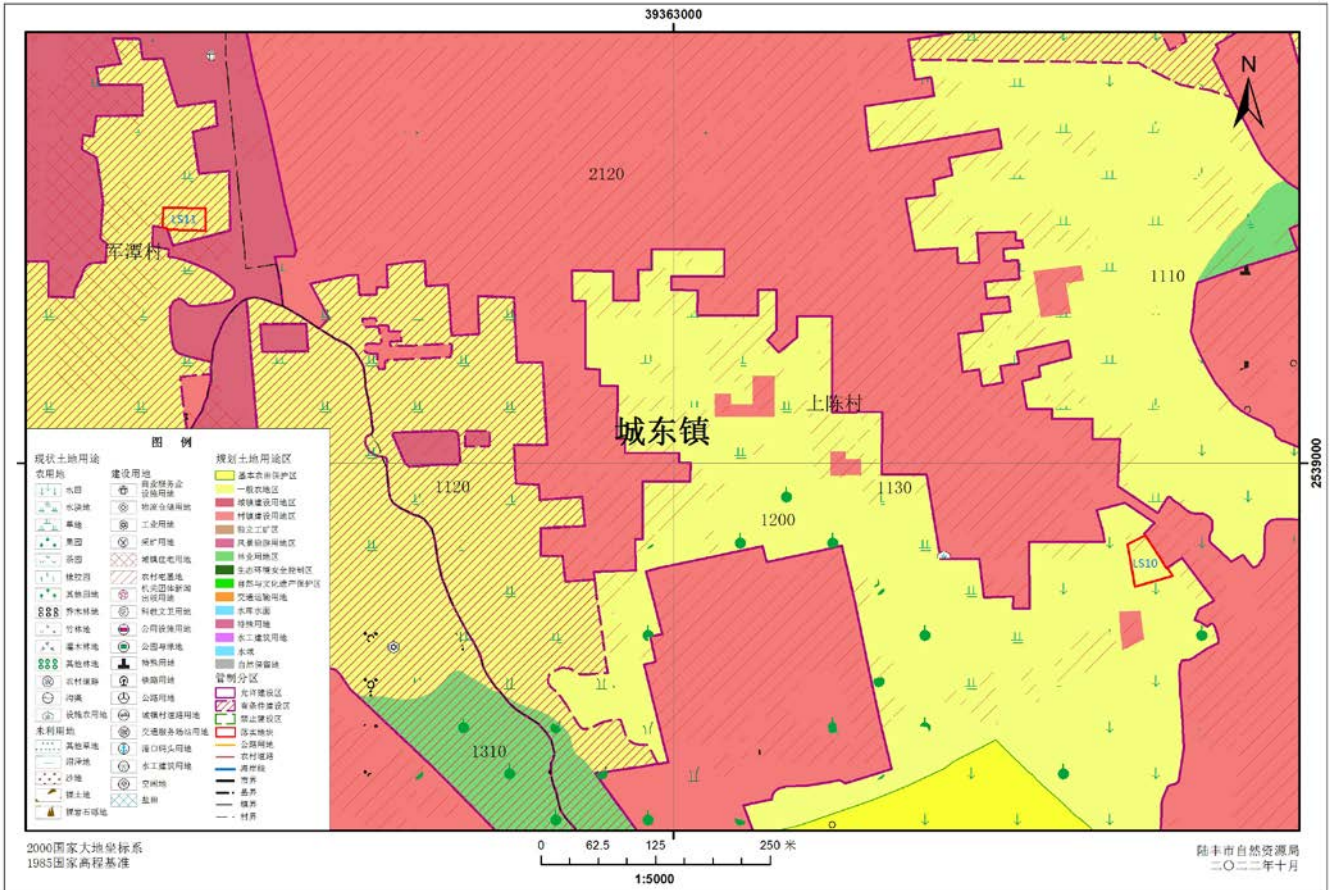 39363000
N
2120
LS11
军潭村
1110
上陈村
城东镇
2539000
1120
1130
1200
LS10
1310
图 例
现状土地用途
农用地
水田
水浇地
旱地
果园
茶园
橡胶园
其他园地
乔木林地
竹林地
灌木林地
其他林地
农村道路
沟渠
设施农用地
未利用地
其他草地
沼泽地
沙地
裸土地
裸岩石砾地
建设用地
商业服务业
设施用地
物流仓储用地
工业用地
采矿用地
城镇住宅用地
农村宅基地
机关团体新闻
出版用地
科教文卫用地
公用设施用地
公园与绿地
特殊用地
铁路用地
公路用地
城镇村道路用地
交通服务场站用地
港口码头用地
水工建筑用地
空闲地
盐田
规划土地用途区
基本农田保护区
一般农地区
城镇建设用地区
村镇建设用地区
独立工矿区
风景旅游用地区
林业用地区
生态环境安全控制区
自然与文化遗产保护区
交通运输用地
水库水面
特殊用地
水工建筑用地
水域
自然保留地
管制分区
允许建设区
有条件建设区
禁止建设区
落实地块
公路用地
农村道路
海岸线
市界
县界
镇界
村界
2000国家大地坐标系
1985国家高程基准
0 62.5 125 250 米
1:5000
陆丰市自然资源局
二〇二二年十月